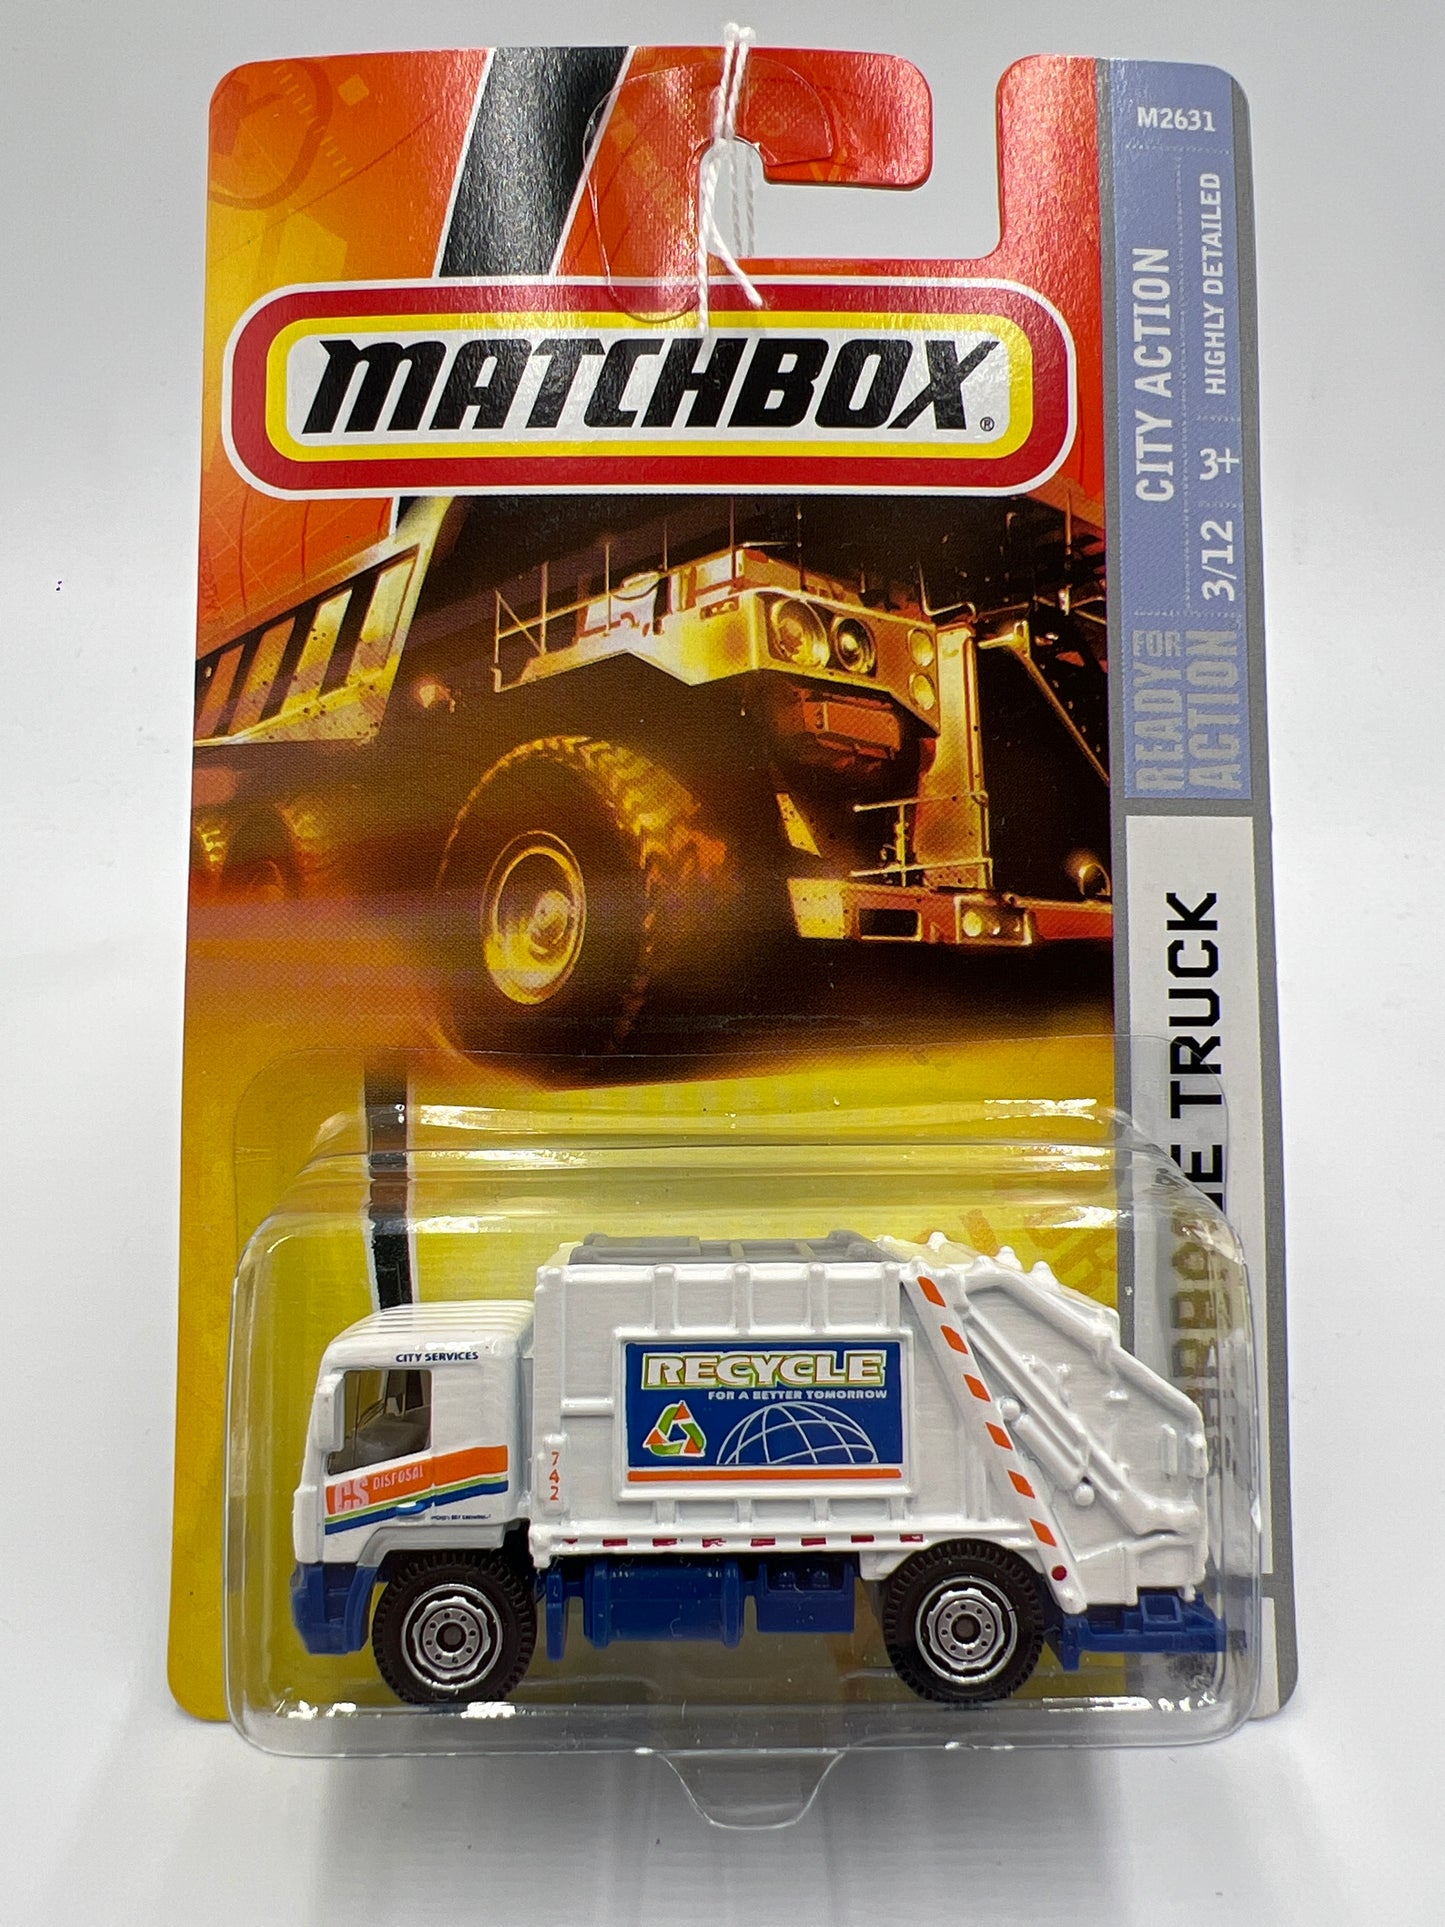 MATCHBOX®
M2631
CITY ACTION
HIGHLY DETAILED
3/12 3+
READY FOR ACTION
TRUCK
CITY SERVICES
CS DISPOSAL
742
RECYCLE
FOR A BETTER TOMORROW